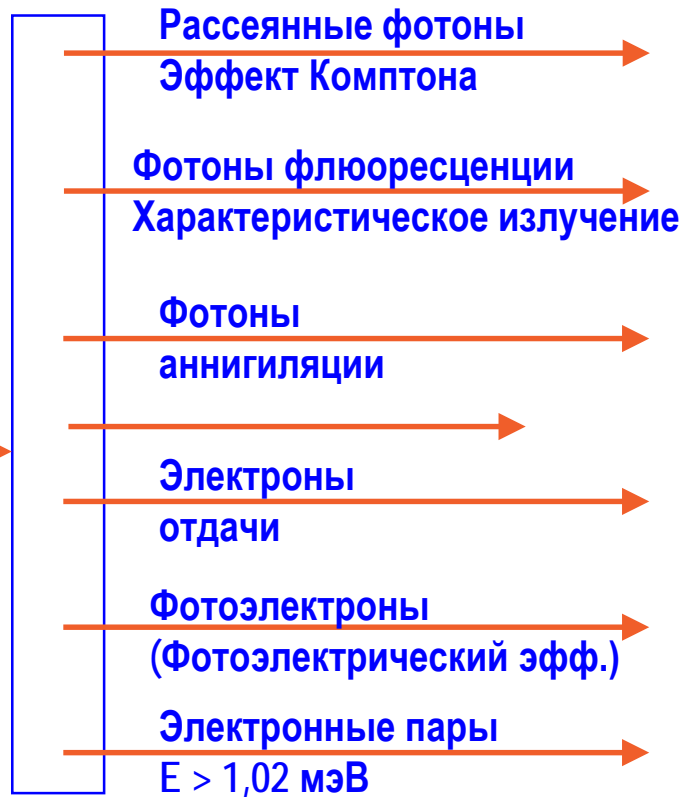 Рассеянные фотоны
Эффект Комптона
Фотоны флюоресценции
Характеристическое излучение
Фотоны
аннигиляции
Электроны
отдачи
Фотоэлектроны
(Фотоэлектрический эфф.)
Электронные пары
E > 1,02 мэВ